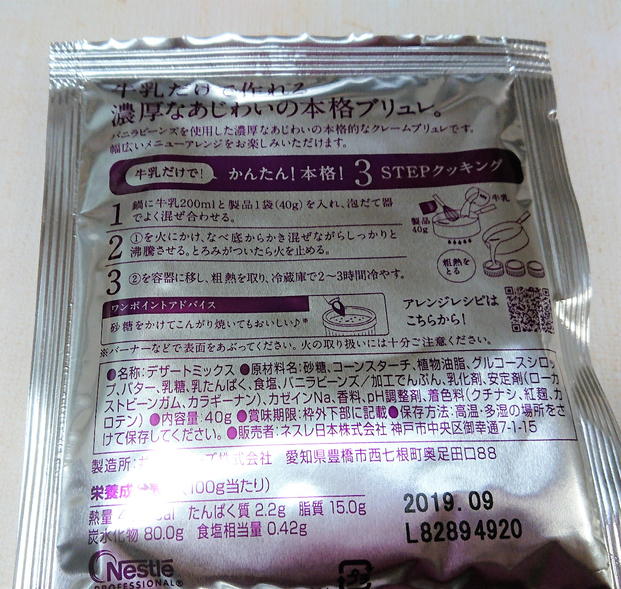 牛乳だけで作れる
濃厚なあじわいの本格ブリュレ。
バニラビーンズを使用した濃厚なあじわいの本格的なクレームブリュレです。
幅広いメニューアレンジをお楽しみいただけます。
牛乳だけで! かんたん!本格! 3 STEPクッキング
1 鍋に牛乳200mlと製品1袋(40g)を入れ、泡だて器
でよく混ぜ合わせる。
2 ①を火にかけ、なべ底からかき混ぜながらしっかりと
沸騰させる。とろみがついたら火を止める。
3 ②を容器に移し、粗熱を取り、冷蔵庫で2〜3時間冷やす。
製品
40g
牛乳
粗熱を
とる
ワンポイントアドバイス
砂糖をかけてこんがり焼いてもおいしい♪※
アレンジレシピは
こちらから!
※バーナーなどで表面をあぶってください。火の取り扱いには十分ご注意ください。
●名称:デザートミックス ●原材料名:砂糖、コーンスターチ、植物油脂、グルコースシロッ
プ、バター、乳糖、乳たんぱく、食塩、バニラビーンズ/加工でんぷん、乳化剤、安定剤(ローカ
ストビーンガム、カラギーナン)、カゼインNa、香料、pH調整剤、着色料(クチナシ、紅麹、カ
ロテン) ●内容量:40g ●賞味期限:枠外下部に記載 ●保存方法:高温・多湿の場所をさ
けて保存してください。●販売者:ネスレ日本株式会社 神戸市中央区御幸通7-1-15
製造所: 株式会社 愛知県豊橋市西七根町奥足田口88
栄養成 (100g当たり)
熱量 たんぱく質 2.2g 脂質 15.0g
炭水化物 80.0g 食塩相当量 0.42g
2019.09
L82894920
Nestlé
PROFESSIONAL®